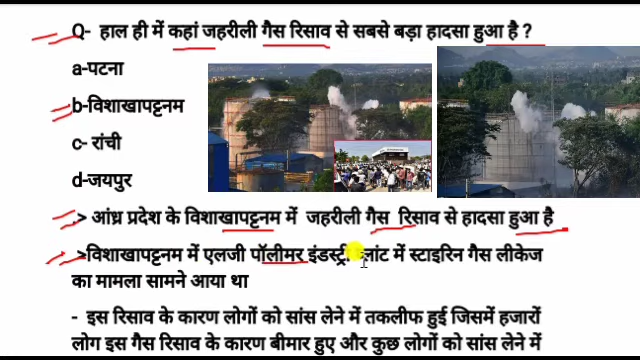 Q- हाल ही में कहां जहरीली गैस रिसाव से सबसे बड़ा हादसा हुआ है ?
a-पटना
b-विशाखापट्टनम
c- रांची
d-जयपुर
.> आंध्र प्रदेश के विशाखापट्टनम में जहरीली गैस रिसाव से हादसा हुआ है
.>विशाखापट्टनम में एलजी पॉलीमर इंडस्ट्री प्लांट में स्टाइरिन गैस लीकेज
का मामला सामने आया था
- इस रिसाव के कारण लोगों को सांस लेने में तकलीफ हुई जिसमें हजारों
लोग इस गैस रिसाव के कारण बीमार हुए और कुछ लोगों को सांस लेने में